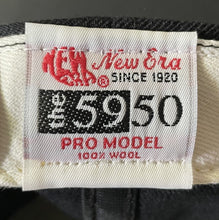 NEW ERA ®
New Era
SINCE 1920
the 5950
PRO MODEL
100% WOOL